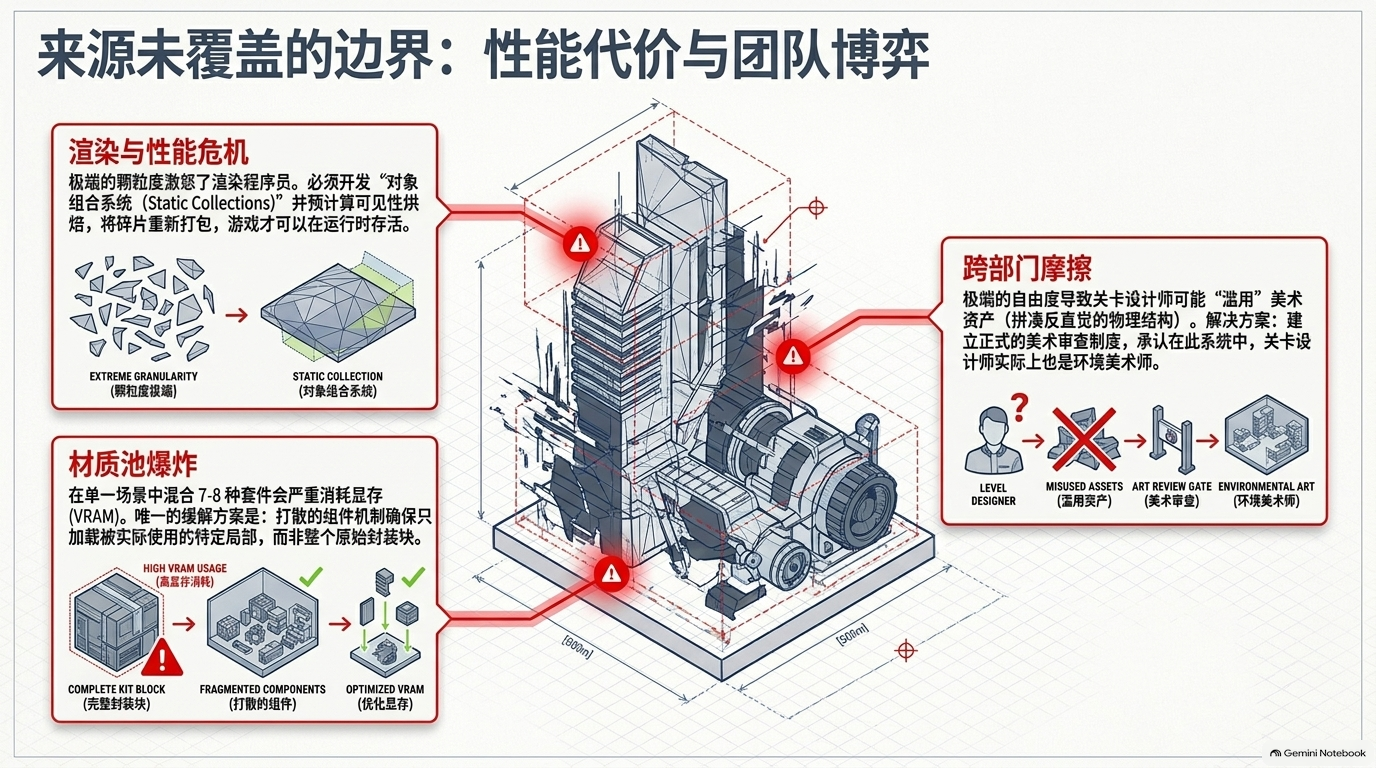 来源未覆盖的边界：性能代价与团队博弈
渲染与性能危机
极端的颗粒度激怒了渲染程序员。必须开发“对象
组合系统（Static Collections）”并预计算可见性烘
焙，将碎片重新打包，游戏才可以在运行时存活。
EXTREME GRANULARITY
STATIC COLLECTION
(对象组合系统)
材质池爆炸
在单一场景中混合 7-8 种套件会严重消耗显存
(VRAM)。唯一的缓解方案是：打散的组件机制确保只
加载被实际使用的特定局部，而非整个原始封装块。
HIGH VRAM USAGE
(高显存消耗)
COMPLETE KIT BLOCK
(完整封装块)
FRAGMENTED COMPONENTS
(打散的组件)
OPTIMIZED VRAM
(优化显存)
跨部门摩擦
极端的自由度导致关卡设计师可能“滥用”美术
资产（拼凑反直觉的物理结构）。解决方案：建
立正式的美术审查制度，承认在此系统中，关卡设
计师实际上也是环境美术师。
?
LEVEL
DESIGNER
MISUSED ASSETS
(滥用资产)
ART REVIEW GATE
(美术审查)
ENVIRONMENTAL ART
(环境美术师)
Gemini Notebook